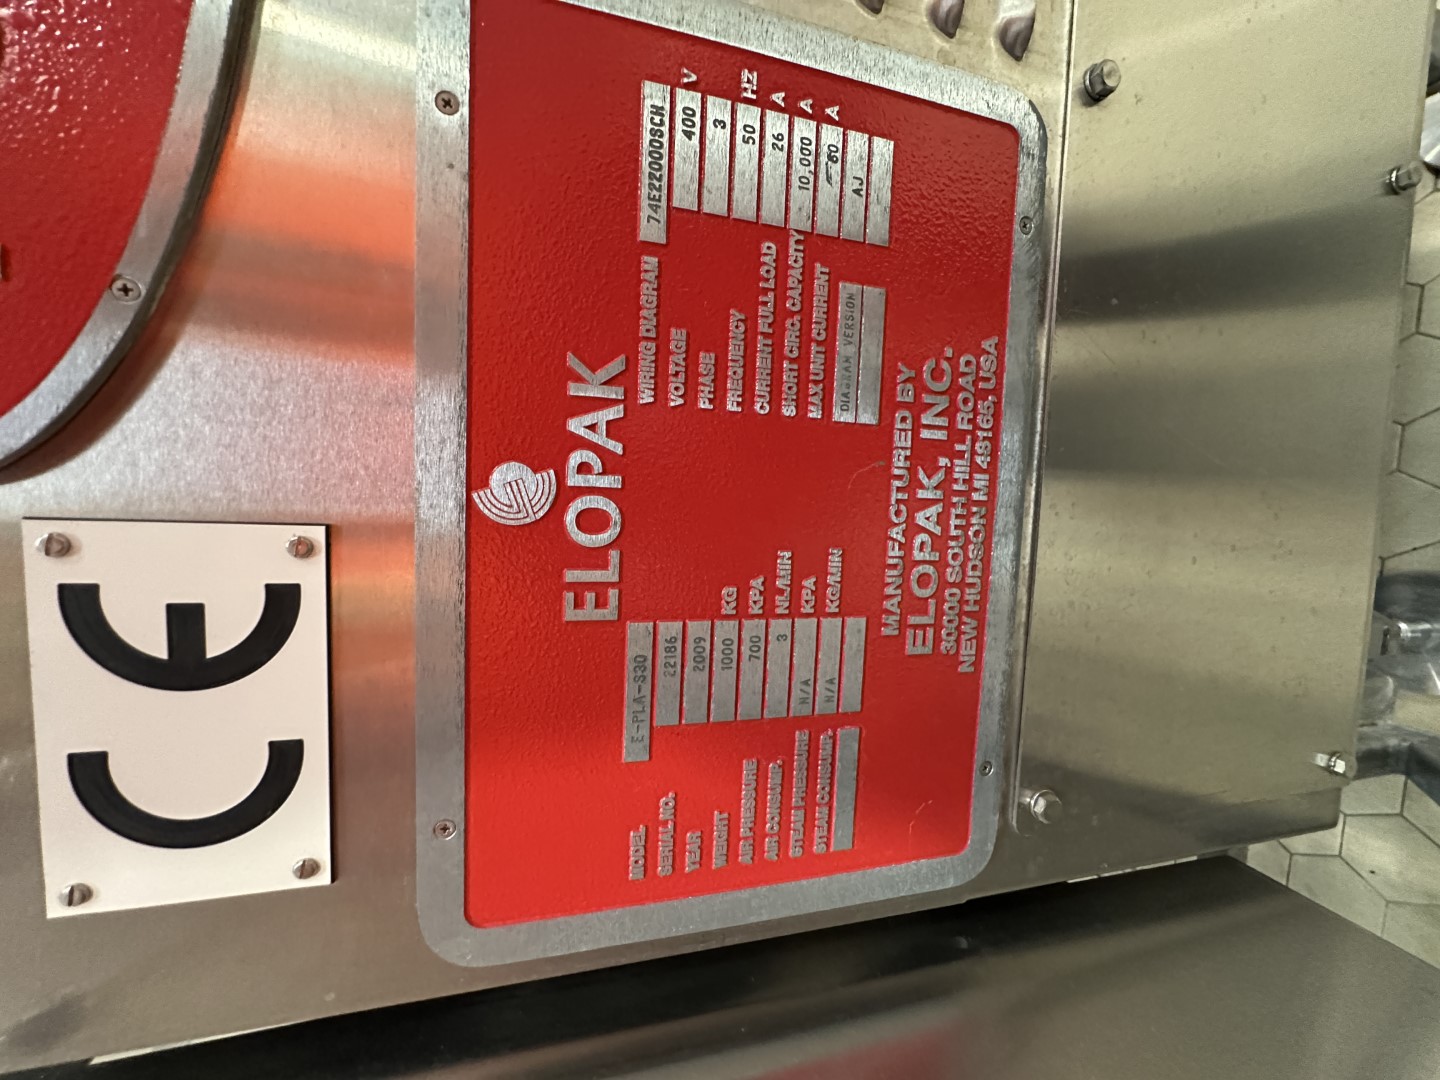 CE
ELOPAK
MODEL E-PLA-S30
SERIAL NO. 22186
YEAR 2009
WEIGHT 1000 KG
AIR PRESSURE 700 KPA
AIR CONSUMP. 3 NL/MIN
STEAM PRESSURE N/A KPA
STEAM CONSUMP. N/A KG/MIN
WIRING DIAGRAM 74E22000SCH
VOLTAGE 400 V
PHASE 3
FREQUENCY 50 HZ
CURRENT FULL LOAD 26 A
SHORT CIRC. CAPACITY 10,000 A
MAX UNIT CURRENT 60 A
DIAGRAM VERSION AJ
MANUFACTURED BY
ELOPAK, INC.
30000 SOUTH HILL ROAD
NEW HUDSON MI 48165, USA